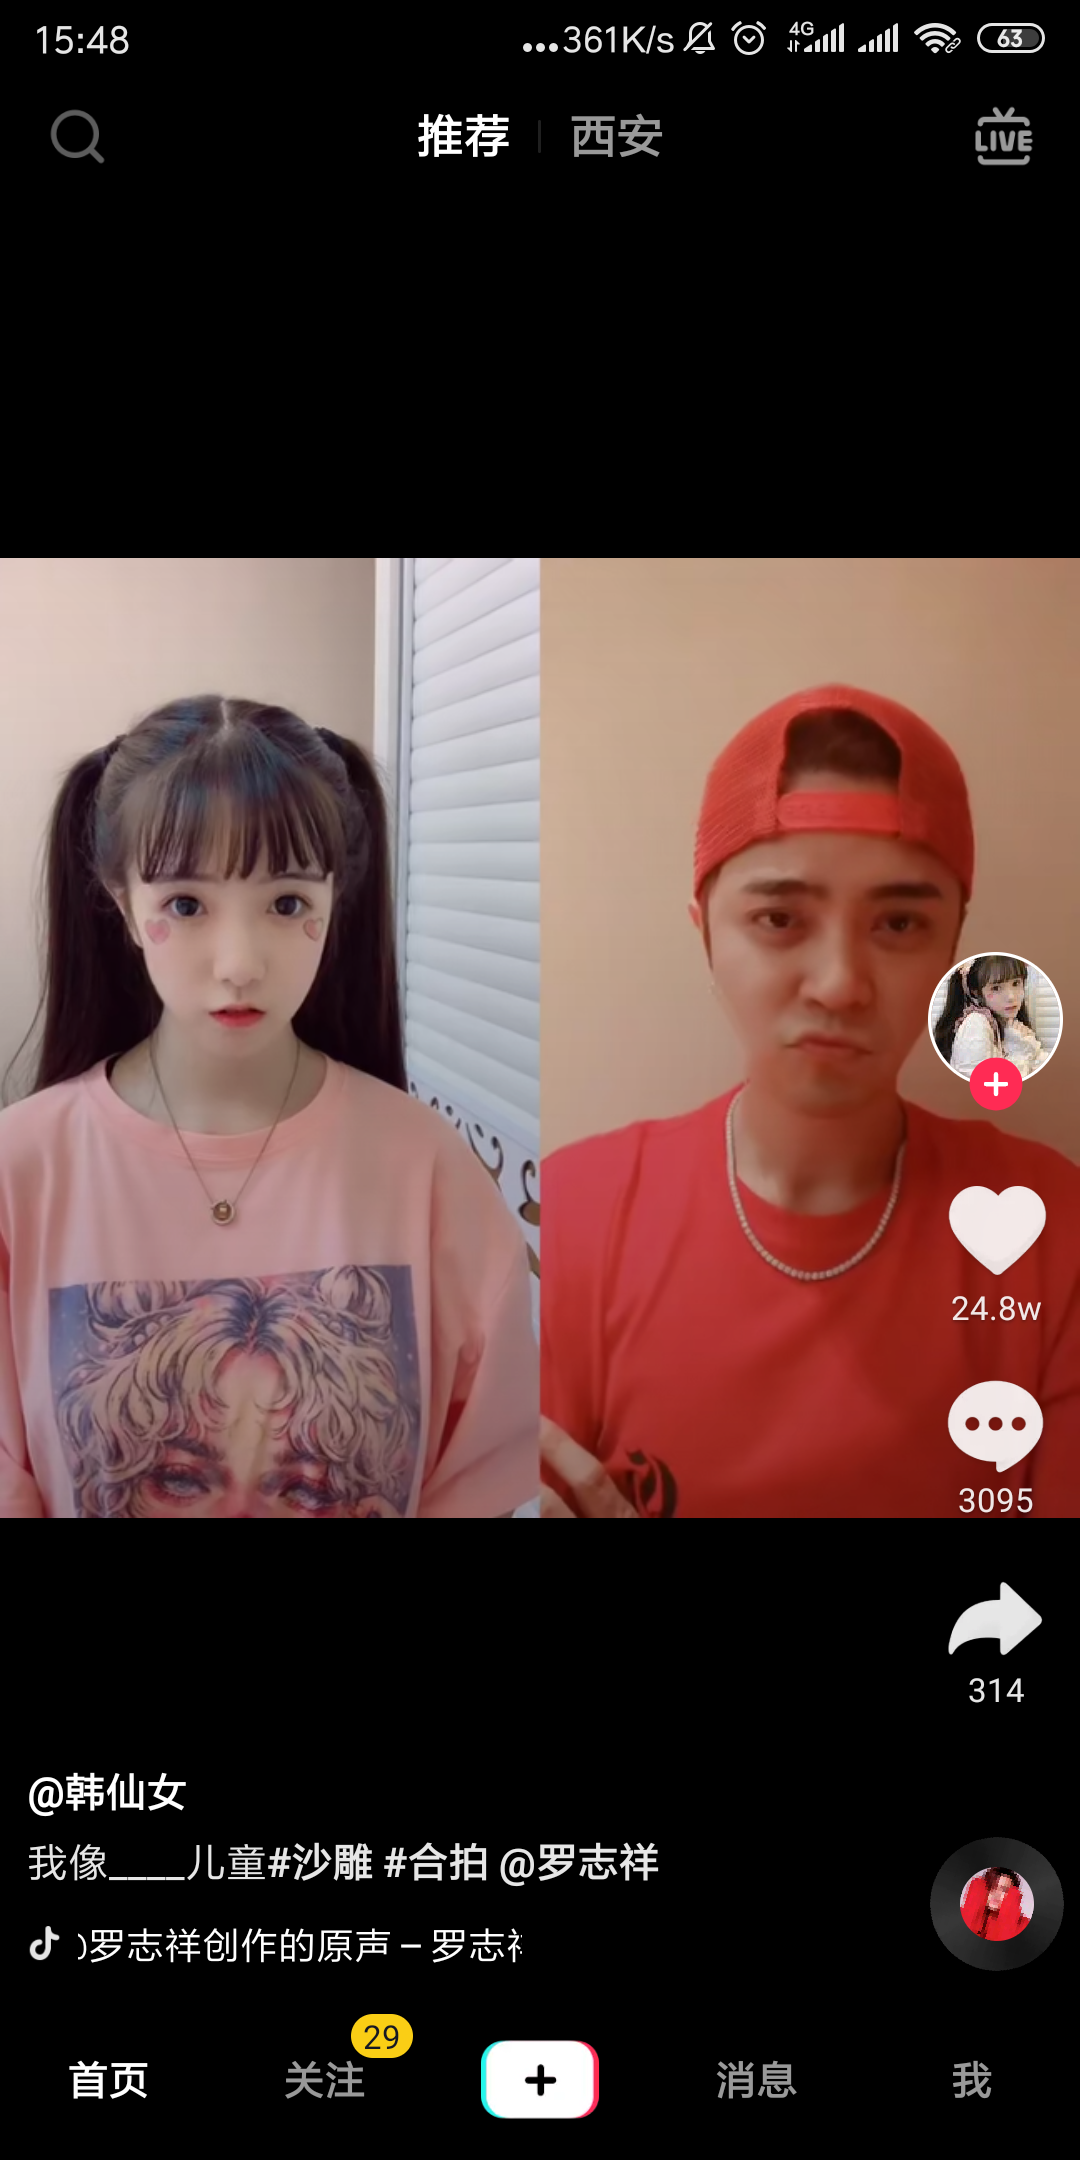 15:48
...361K/s 4G 63
推荐 西安 LIVE
24.8w
3095
314
@韩仙女
我像____儿童#沙雕 #合拍 @罗志祥
罗志祥创作的原声 – 罗志
29
首页 关注 消息 我